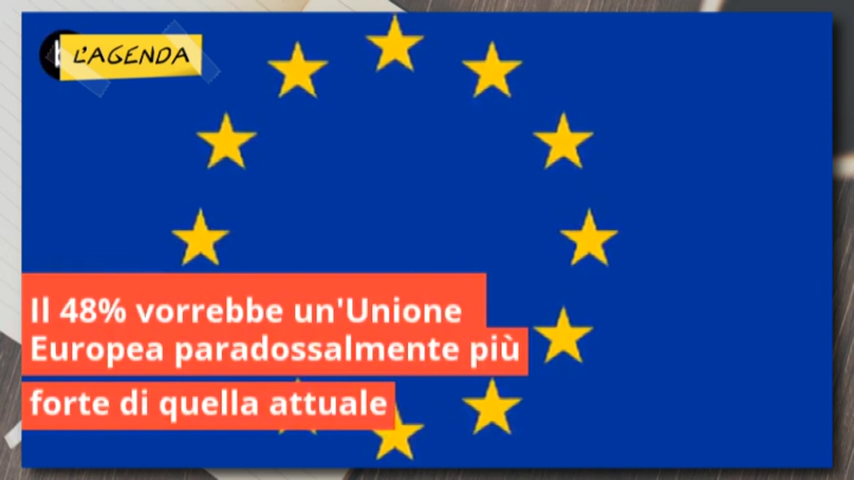 L'AGENDA
Il 48% vorrebbe un'Unione
Europea paradossalmente più
forte di quella attuale